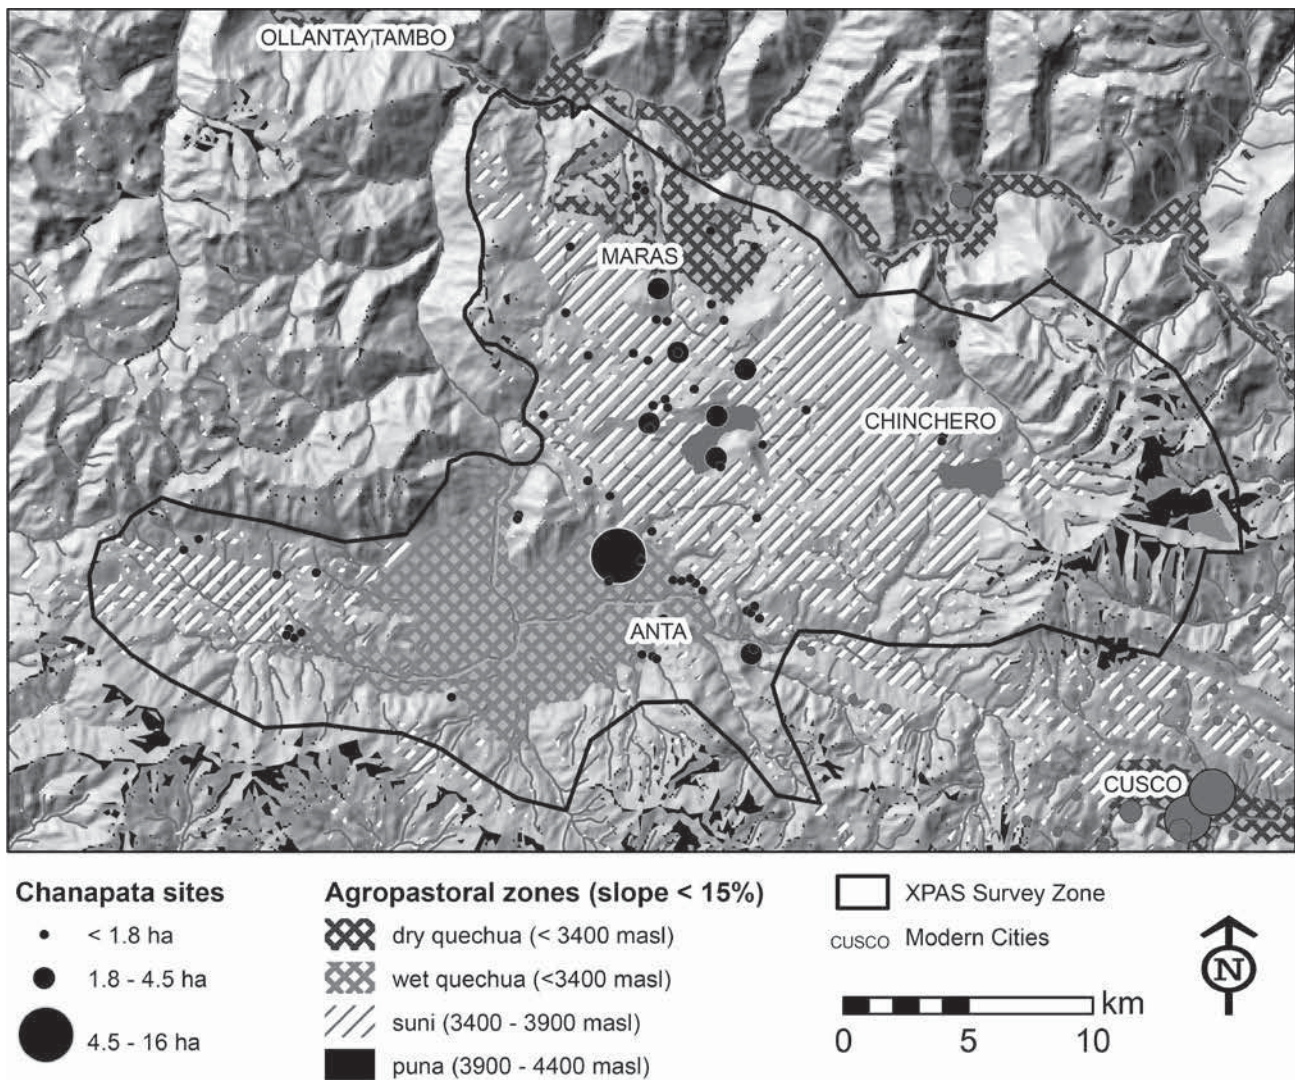 OLLANTAYTAMBO
MARAS
CHINCHERO
ANTA
CUSCO
Chanapata sites
< 1.8 ha
1.8 - 4.5 ha
4.5 - 16 ha
Agropastoral zones (slope < 15%)
dry quechua (< 3400 masl)
wet quechua (<3400 masl)
suni (3400 - 3900 masl)
puna (3900 - 4400 masl)
XPAS Survey Zone
CUSCO Modern Cities
km
0 5 10
N